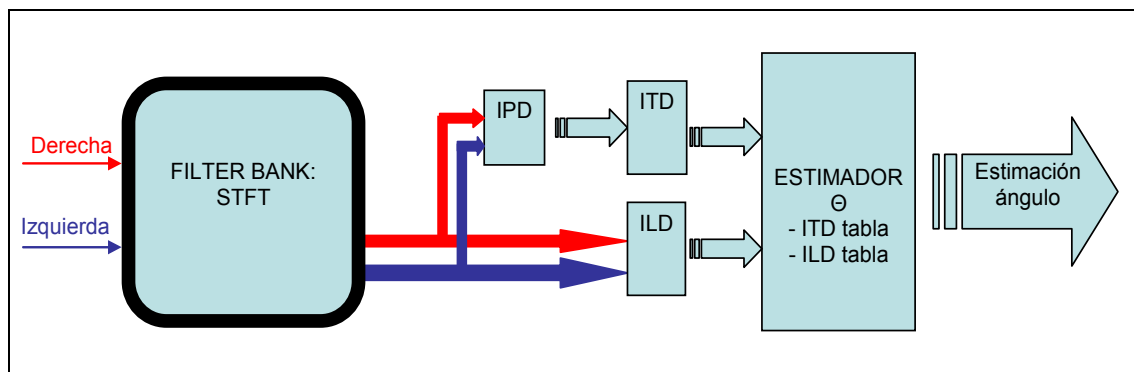 Derecha
Izquierda
FILTER BANK:
STFT
IPD
ITD
ILD
ESTIMADOR
Θ
- ITD tabla
- ILD tabla
Estimación
ángulo